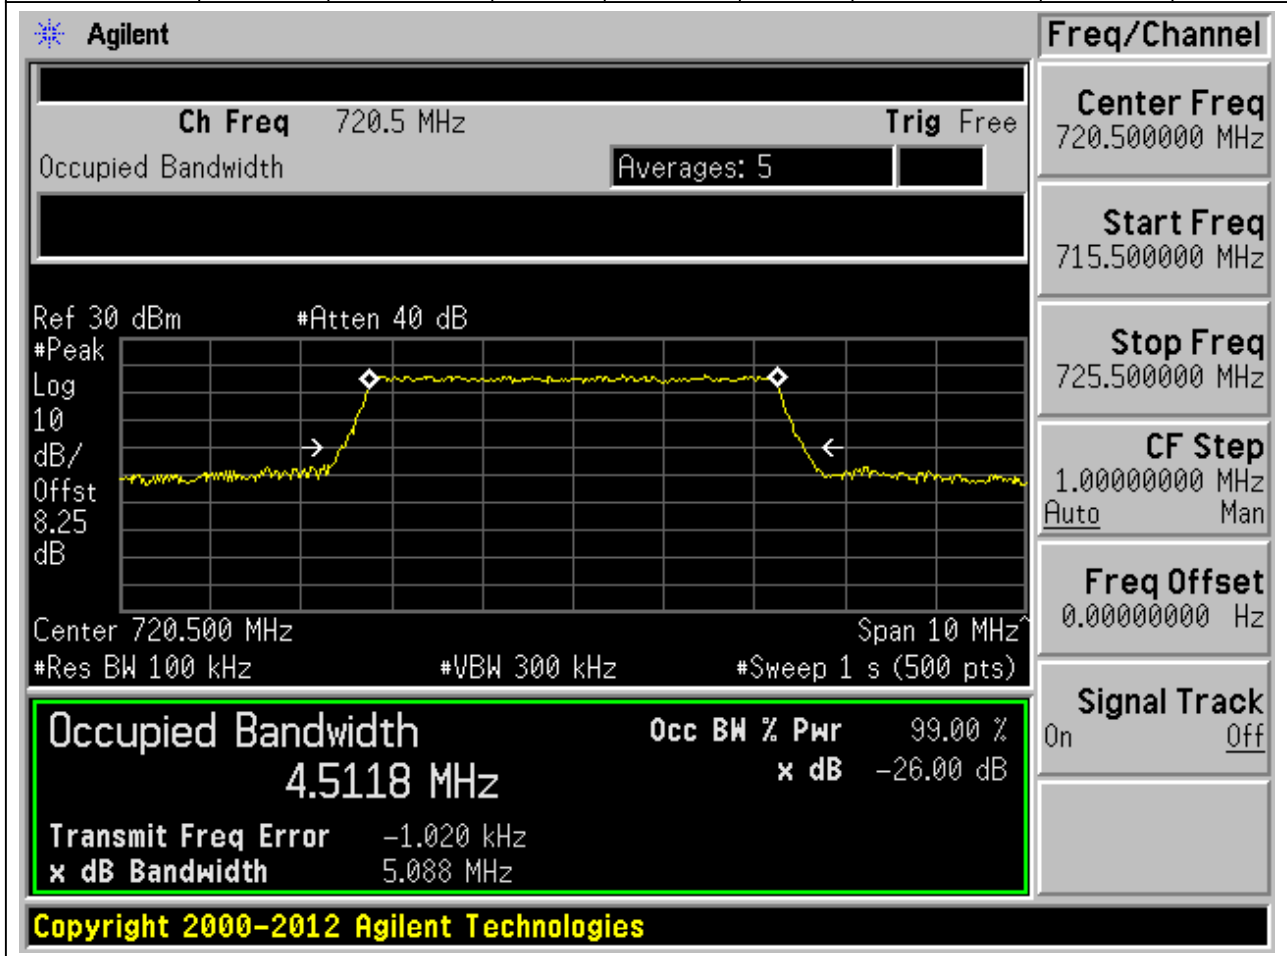 Agilent
Freq/Channel
Ch Freq 720.5 MHz Trig Free
Occupied Bandwidth Averages: 5
Center Freq
720.500000 MHz
Start Freq
715.500000 MHz
Stop Freq
725.500000 MHz
CF Step
1.00000000 MHz
Auto Man
Freq Offset
0.00000000 Hz
Signal Track
On Off
Ref 30 dBm #Atten 40 dB
#Peak
Log
10
dB/
Offst
8.25
dB
Center 720.500 MHz Span 10 MHz^
#Res BW 100 kHz #VBW 300 kHz #Sweep 1 s (500 pts)
Occupied Bandwidth
4.5118 MHz
Occ BW % Pwr 99.00 %
x dB -26.00 dB
Transmit Freq Error -1.020 kHz
x dB Bandwidth 5.088 MHz
Copyright 2000-2012 Agilent Technologies